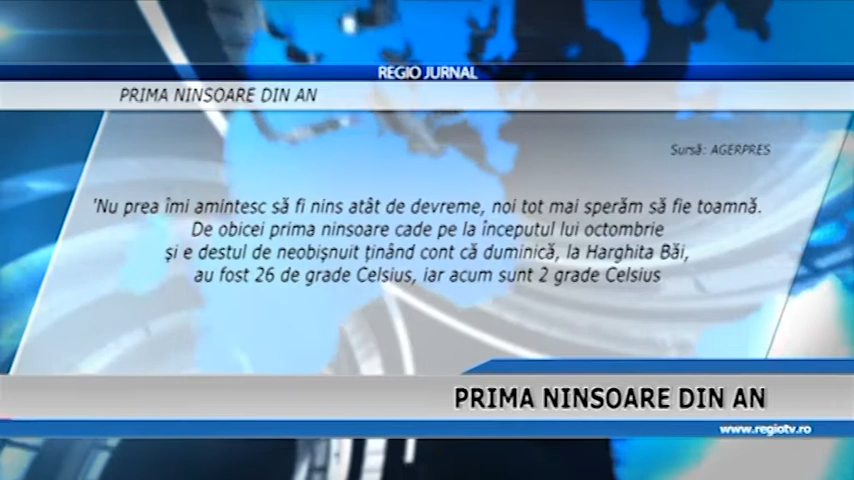 REGIO JURNAL
PRIMA NINSOARE DIN AN
Sursă: AGERPRES
'Nu prea îmi amintesc să fi nins atât de devreme, noi tot mai sperăm să fie toamnă.
De obicei prima ninsoare cade pe la începutul lui octombrie
și e destul de neobișnuit ținând cont că duminică, la Harghita Băi,
au fost 26 de grade Celsius, iar acum sunt 2 grade Celsius
PRIMA NINSOARE DIN AN
www.regiotv.ro